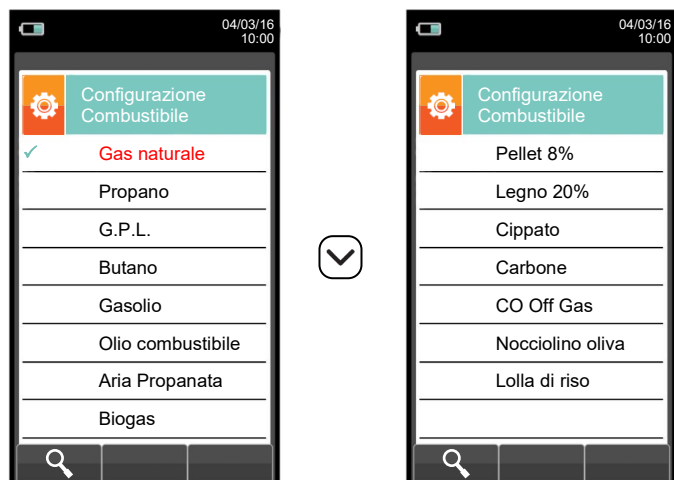 04/03/16
10:00
Configurazione
Combustibile
Gas naturale
Propano
G.P.L.
Butano
Gasolio
Olio combustibile
Aria Propanata
Biogas
04/03/16
10:00
Configurazione
Combustibile
Pellet 8%
Legno 20%
Cippato
Carbone
CO Off Gas
Nocciolino oliva
Lolla di riso